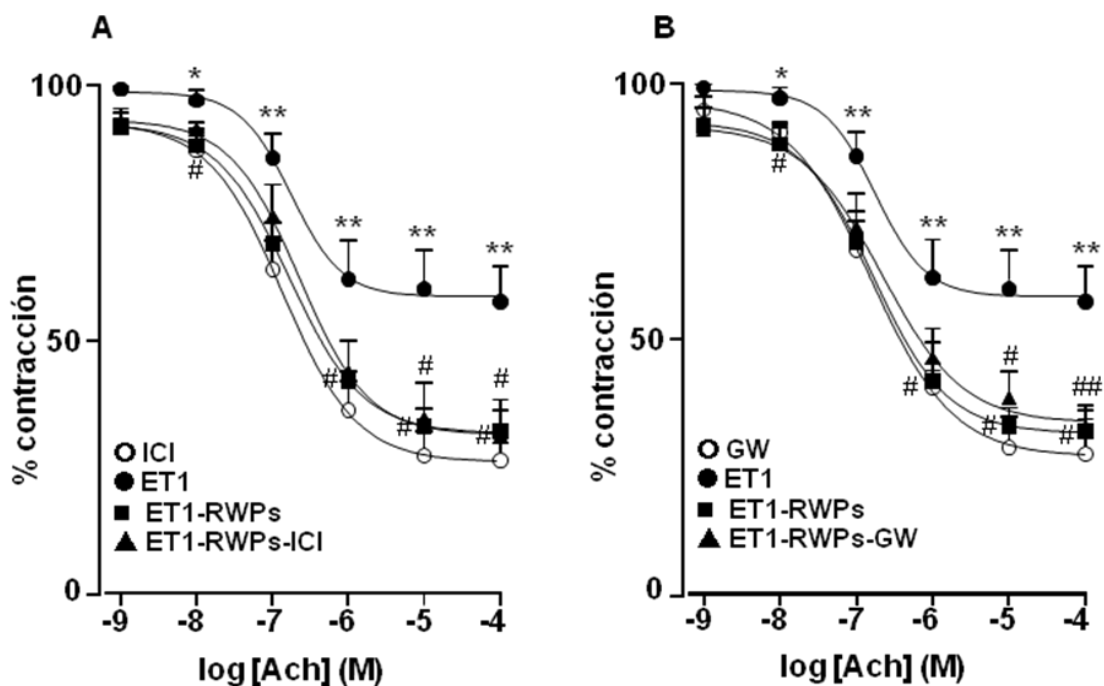 A
100
50
0
% contracción
* ** ** ** **
# # # # # #
ICI
ET1
ET1-RWPs
ET1-RWPs-ICI
-9 -8 -7 -6 -5 -4
log [Ach] (M)
B
100
50
0
% contracción
* ** ** ** **
# # # # # ##
GW
ET1
ET1-RWPs
ET1-RWPs-GW
-9 -8 -7 -6 -5 -4
log [Ach] (M)